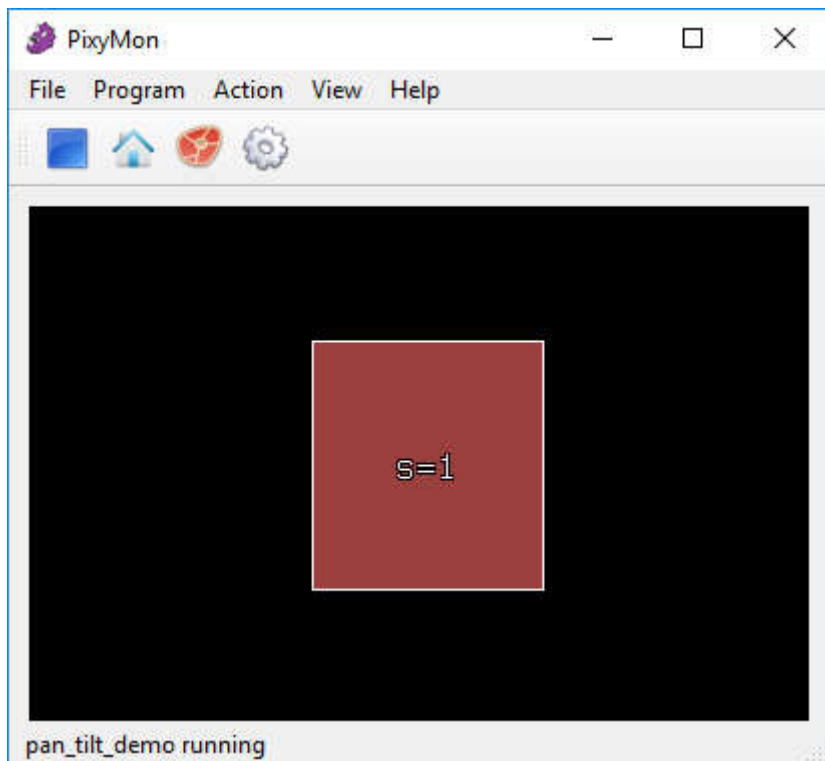 PixyMon
File Program Action View Help
s=1
pan_tilt_demo running